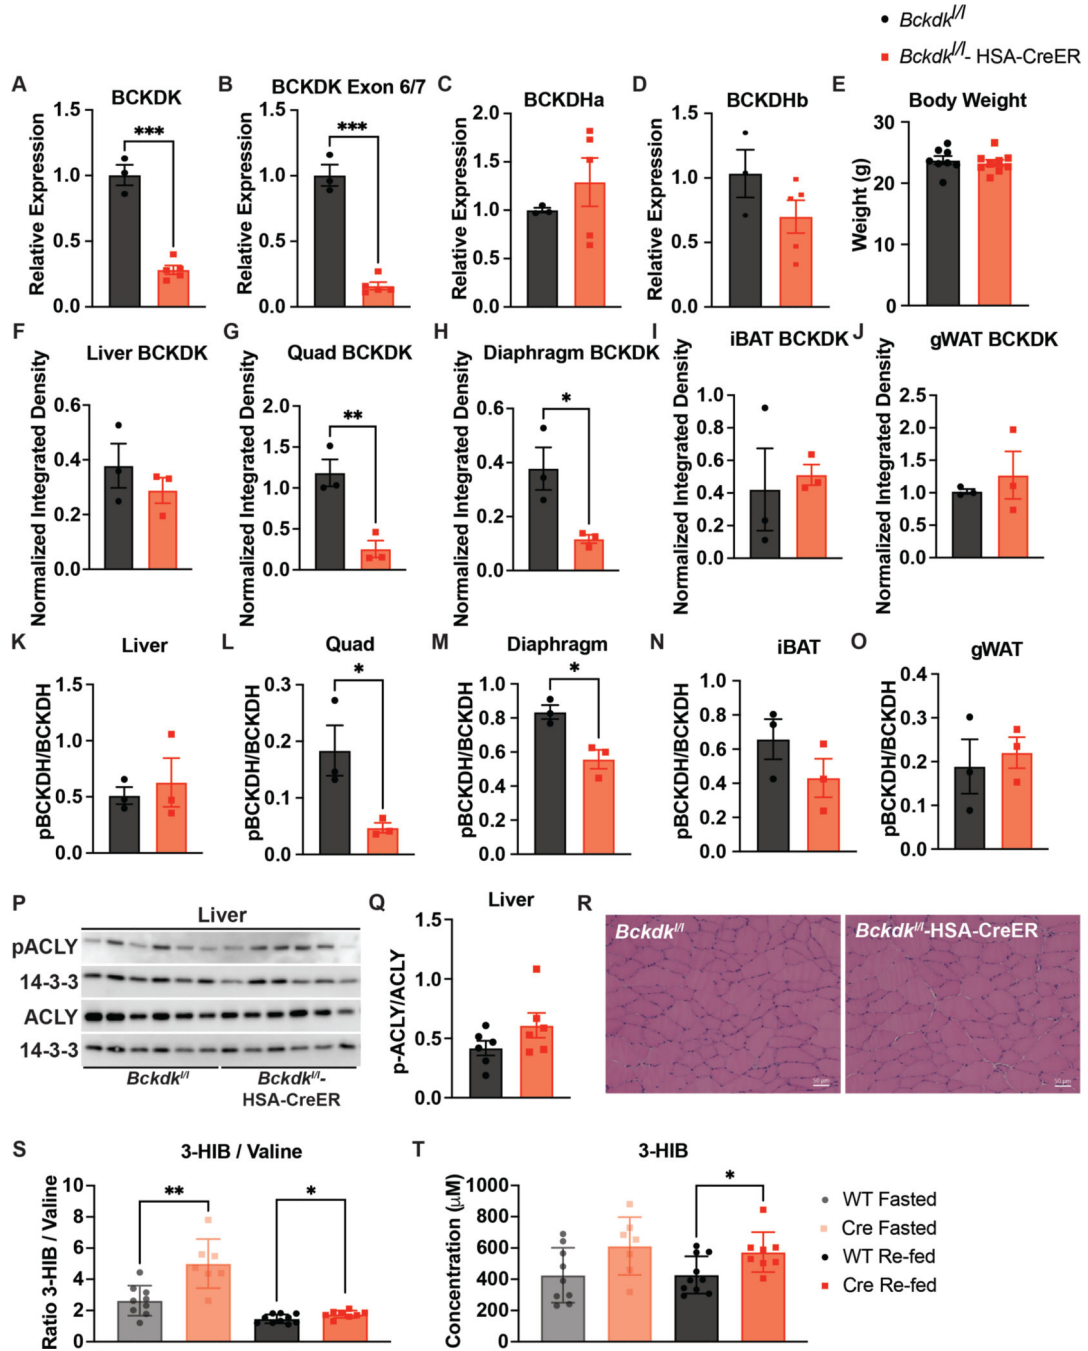 Bckdk^l/l
Bckdk^l/l- HSA-CreER
A
BCKDK
Relative Expression
1.5
1.0
0.5
0.0
***
B
BCKDK Exon 6/7
Relative Expression
1.5
1.0
0.5
0.0
***
C
BCKDHa
Relative Expression
2.0
1.5
1.0
0.5
0.0
D
BCKDHb
Relative Expression
1.5
1.0
0.5
0.0
E
Body Weight
Weight (g)
30
20
10
0
F
Liver BCKDK
Normalized Integrated Density
0.6
0.4
0.2
0.0
G
Quad BCKDK
Normalized Integrated Density
2.0
1.5
1.0
0.5
0.0
**
H
Diaphragm BCKDK
Normalized Integrated Density
0.6
0.4
0.2
0.0
*
I
iBAT BCKDK
Normalized Integrated Density
1.0
0.8
0.6
0.4
0.2
0.0
J
gWAT BCKDK
Normalized Integrated Density
2.5
2.0
1.5
1.0
0.5
0.0
K
Liver
pBCKDH/BCKDH
1.5
1.0
0.5
0.0
L
Quad
pBCKDH/BCKDH
0.3
0.2
0.1
0.0
*
M
Diaphragm
pBCKDH/BCKDH
1.0
0.8
0.6
0.4
0.2
0.0
*
N
iBAT
pBCKDH/BCKDH
1.0
0.8
0.6
0.4
0.2
0.0
O
gWAT
pBCKDH/BCKDH
0.4
0.3
0.2
0.1
0.0
P
Liver
pACLY
14-3-3
ACLY
14-3-3
Bckdk^l/l
Bckdk^l/l-
HSA-CreER
Q
Liver
p-ACLY/ACLY
1.5
1.0
0.5
0.0
R
Bckdk^l/l
50 µm
Bckdk^l/l-HSA-CreER
50 µm
S
3-HIB / Valine
Ratio 3-HIB / Valine
10
8
6
4
2
0
**
*
T
3-HIB
Concentration (µM)
1000
800
600
400
200
0
*
WT Fasted
Cre Fasted
WT Re-fed
Cre Re-fed